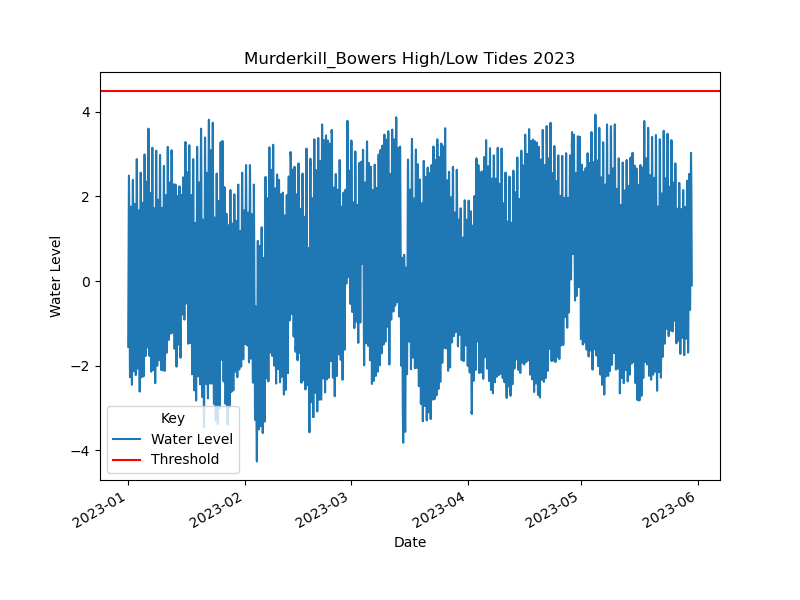 Murderkill_Bowers High/Low Tides 2023
Water Level
4
2
0
−2
−4
Key
Water Level
Threshold
2023-01
2023-02
2023-03
2023-04
2023-05
2023-06
Date